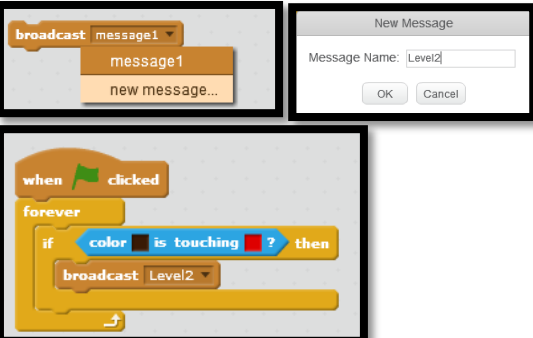 broadcast message1
message1
new message...
New Message
Message Name: Level2
OK Cancel
when clicked
forever
if color is touching ? then
broadcast Level2